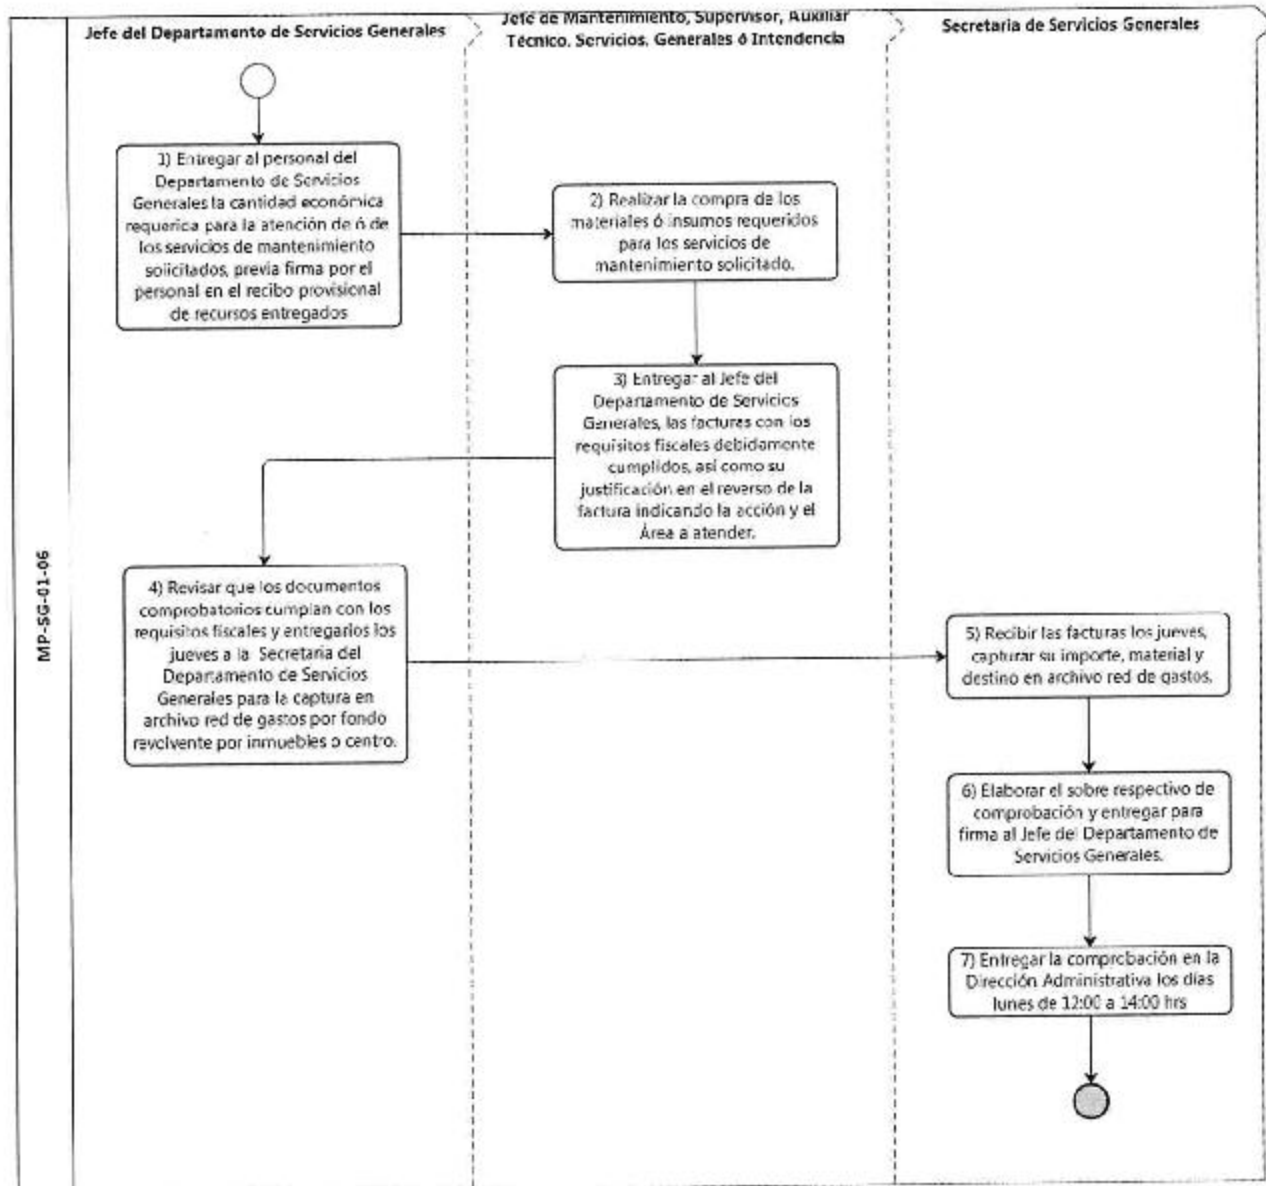 Jefe del Departamento de Servicios Generales
Jefe de Mantenimiento, Supervisor, Auxiliar
Técnico, Servicios, Generales ó Intendencia
Secretaria de Servicios Generales
MP-SG-01-06
1) Entregar al personal del
Departamento de Servicios
Generales la cantidad económica
requerica para la atención de ó de
los servicios de mantenimiento
solicitados, previa firma por el
personal en el recibo provisional
de recursos entregados
2) Realizar la compra de los
materiales ó insumos requeridos
para los servicios de
mantenimiento solicitado.
3) Entregar al Jefe del
Departamento de Servicios
Generales, las facturas con los
requisitos fiscales debidamente
cumplidos, así como su
justificación en el reverso de la
factura indicando la acción y el
Área a atender.
4) Revisar que los documentos
comprobatorios cumplan con los
requisitos fiscales y entregarlos los
jueves a la Secretaria del
Departamento de Servicios
Generales para la captura en
archivo red de gastos por fondo
revolvente por inmuebles o centro.
5) Recibir las facturas los jueves,
capturar su importe, material y
destino en archivo red de gastos.
6) Elaborar el sobre respectivo de
comprobación y entregar para
firma al Jefe del Departamento de
Servicios Generales.
7) Entregar la comprobación en la
Dirección Administrativa los días
lunes de 12:00 a 14:00 hrs